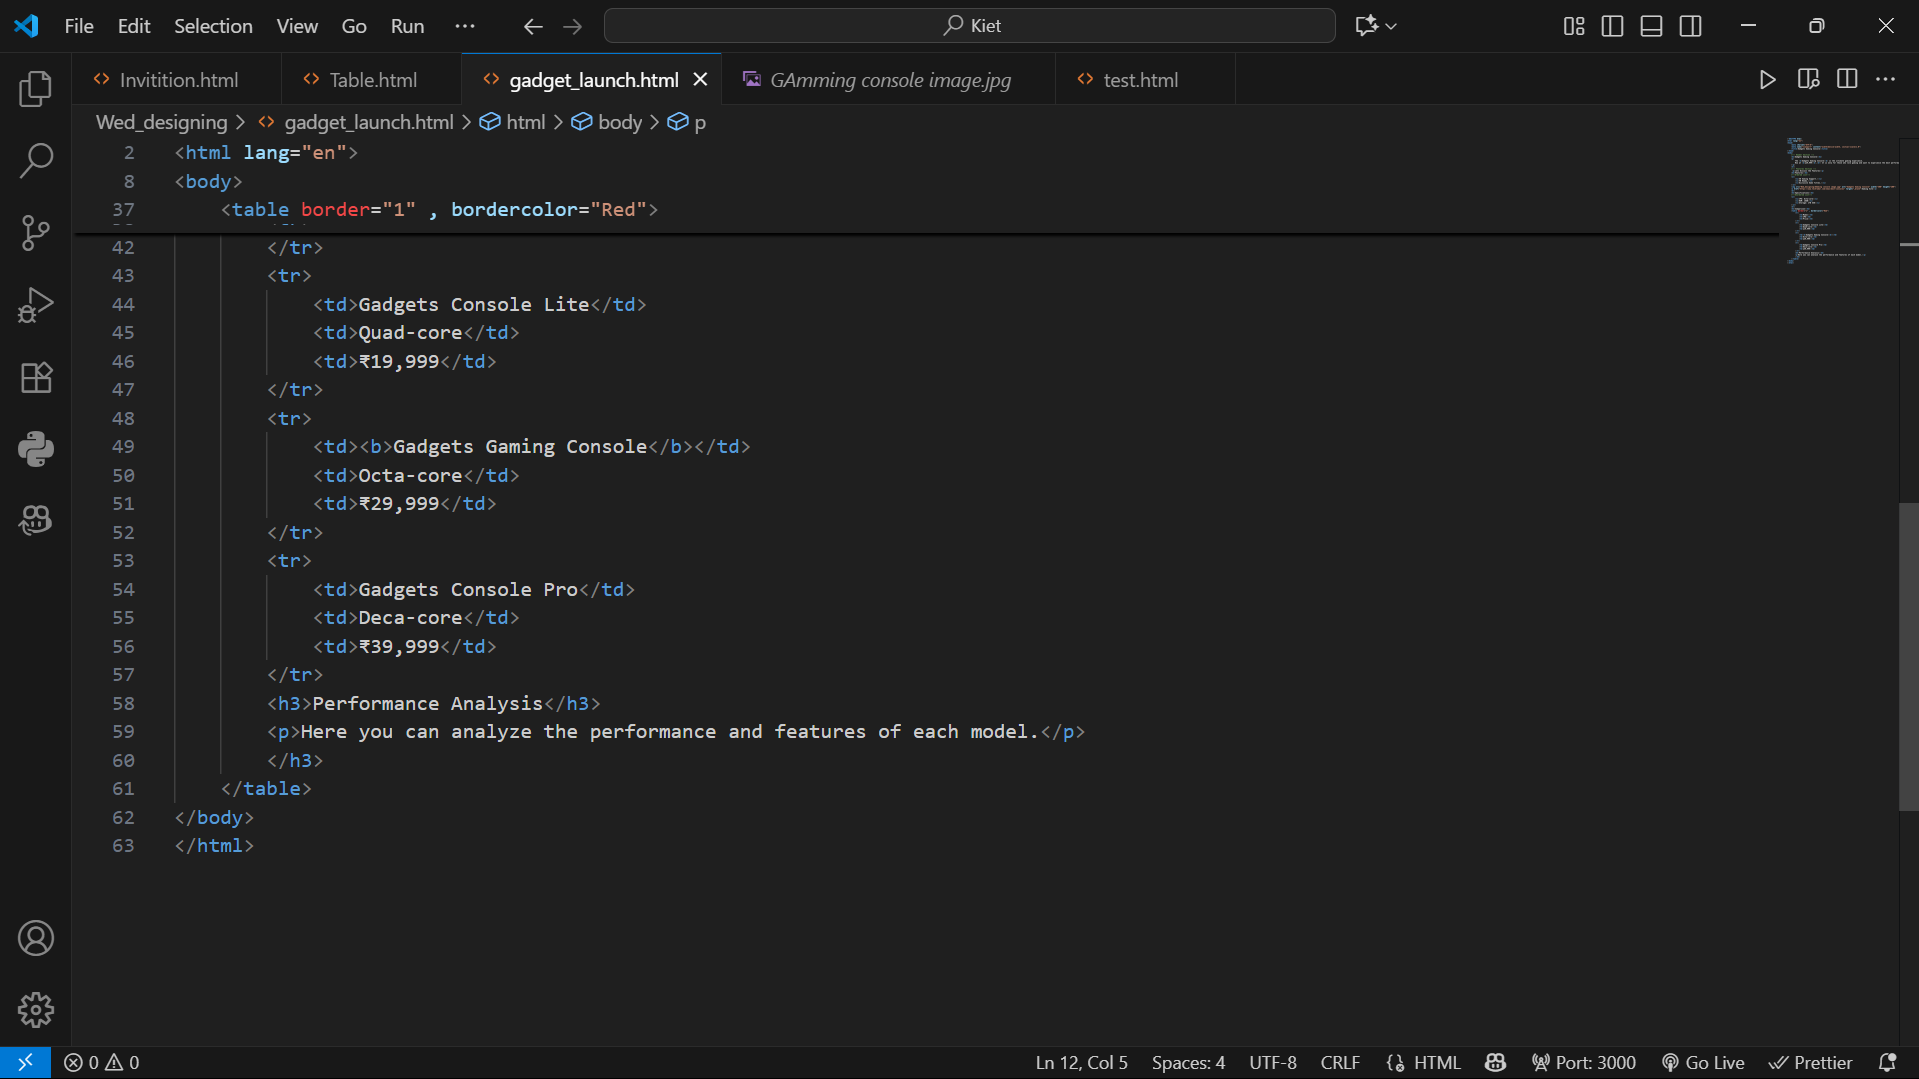 File Edit Selection View Go Run ··· Kiet
Invitition.html Table.html gadget_launch.html GAmming console image.jpg test.html
Wed_designing > gadget_launch.html > html > body > p
2 <html lang="en">
8 <body>
37 <table border="1" , bordercolor="Red">
42 </tr>
43 <tr>
44 <td>Gadgets Console Lite</td>
45 <td>Quad-core</td>
46 <td>₹19,999</td>
47 </tr>
48 <tr>
49 <td><b>Gadgets Gaming Console</b></td>
50 <td>Octa-core</td>
51 <td>₹29,999</td>
52 </tr>
53 <tr>
54 <td>Gadgets Console Pro</td>
55 <td>Deca-core</td>
56 <td>₹39,999</td>
57 </tr>
58 <h3>Performance Analysis</h3>
59 <p>Here you can analyze the performance and features of each model.</p>
60 </h3>
61 </table>
62 </body>
63 </html>
0 0 Ln 12, Col 5 Spaces: 4 UTF-8 CRLF HTML Port: 3000 Go Live Prettier